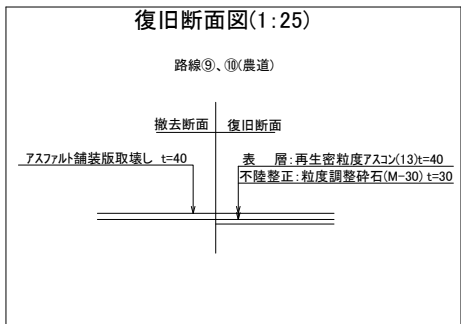 復旧断面図(1:25)
路線⑨、⑩(農道)
撤去断面 復旧断面
アスファルト舗装版取壊し t=40
表　層:再生密粒度アスコン(13)t=40
不陸整正:粒度調整砕石(M-30) t=30